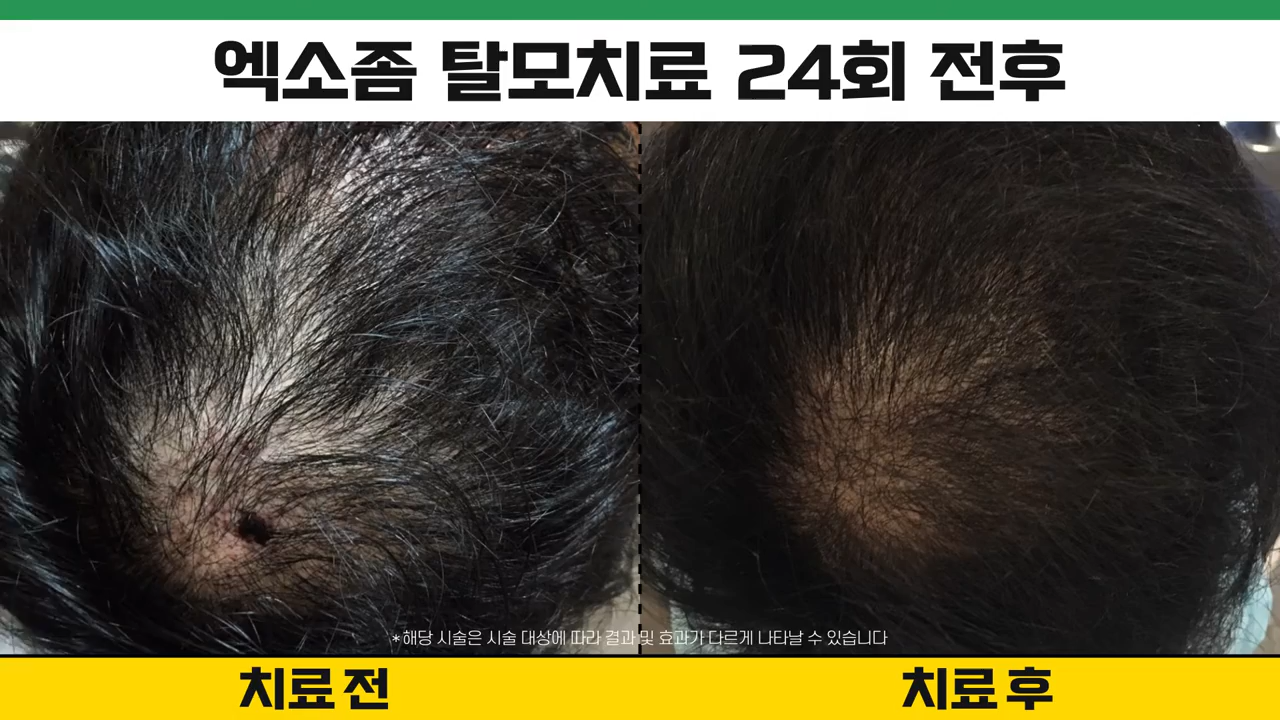 엑소좀 탈모치료 24회 전후
*해당 시술은 시술 대상에 따라 결과 및 효과가 다르게 나타날 수 있습니다
치료 전
치료 후